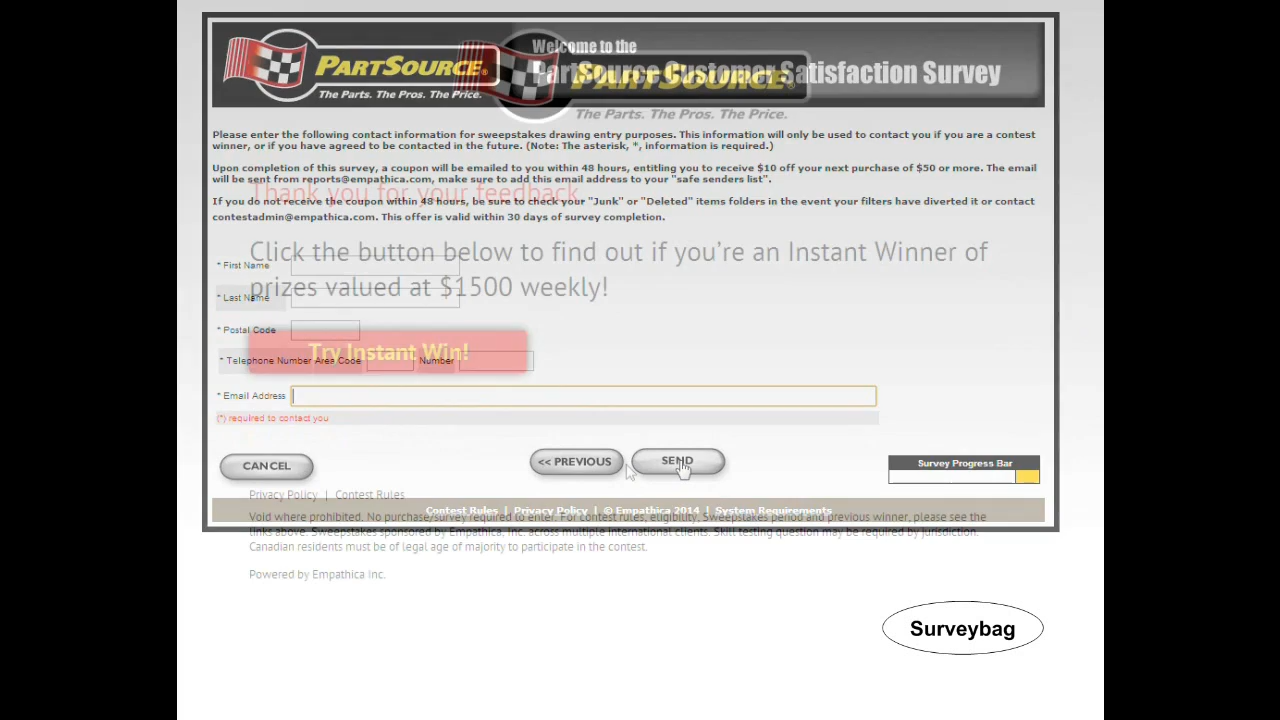 PARTSOURCE®
The Parts. The Pros. The Price.
Welcome to the
PartSource Customer Satisfaction Survey
PARTSOURCE®
The Parts. The Pros. The Price.
Please enter the following contact information for sweepstakes drawing entry purposes. This information will only be used to contact you if you are a contest
winner, or if you have agreed to be contacted in the future. (Note: The asterisk, *, information is required.)
Upon completion of this survey, a coupon will be emailed to you within 48 hours, entitling you to receive $10 off your next purchase of $50 or more. The email
will be sent from reports@empathica.com, make sure to add this email address to your "safe senders list".
Thank you for your feedback
If you do not receive the coupon within 48 hours, be sure to check your "Junk" or "Deleted" items folders in the event your filters have diverted it or contact
contestadmin@empathica.com. This offer is valid within 30 days of survey completion.
Click the button below to find out if you’re an Instant Winner of
prizes valued at $1500 weekly!
* First Name
* Last Name
* Postal Code
Try Instant Win!
* Telephone Number Area Code Number
* Email Address
(*) required to contact you
CANCEL
<< PREVIOUS
SEND
Survey Progress Bar
Privacy Policy | Contest Rules
Contest Rules | Privacy Policy | © Empathica 2014 | System Requirements
Void where prohibited. No purchase/survey required to enter. For contest rules, eligibility, Sweepstakes period and previous winner, please see the
links above. Sweepstakes sponsored by Empathica, Inc. across multiple international clients. Skill testing question may be required by jurisdiction.
Canadian residents must be of legal age of majority to participate in the contest.
Powered by Empathica Inc.
Surveybag